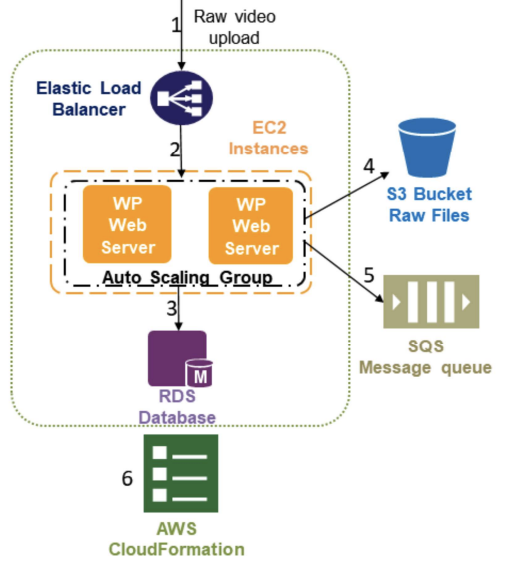 1
Raw video
upload
Elastic Load
Balancer
2
EC2
Instances
WP
Web
Server
WP
Web
Server
Auto Scaling Group
4
S3 Bucket
Raw Files
5
SQS
Message queue
3
M
RDS
Database
6
AWS
CloudFormation